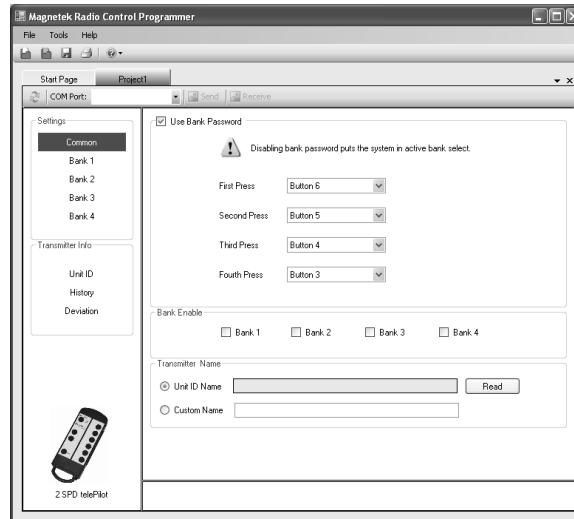 Magnetek Radio Control Programmer
File Tools Help
Start Page Project1
COM Port: Send Receive
Settings
Common
Bank 1
Bank 2
Bank 3
Bank 4
Transmitter Info
Unit ID
History
Deviation
2 SPD telePilot
Use Bank Password
Disabling bank password puts the system in active bank select.
First Press Button 6
Second Press Button 5
Third Press Button 4
Fourth Press Button 3
Bank Enable
Bank 1 Bank 2 Bank 3 Bank 4
Transmitter Name
Unit ID Name Read
Custom Name